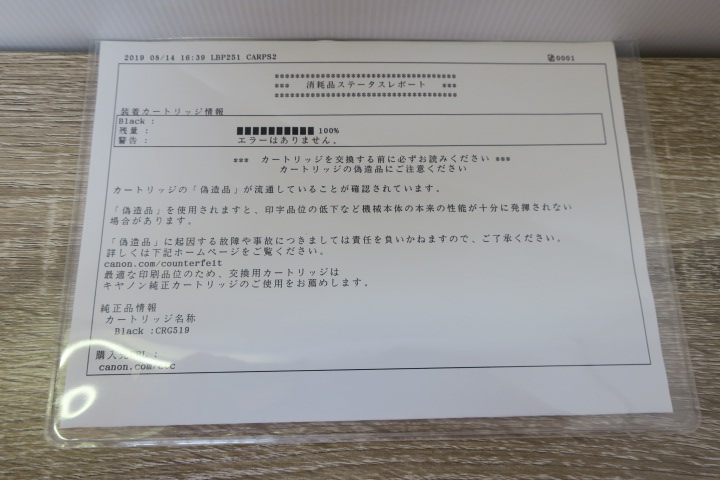 2019 08/14 16:39 LBP251 CARPS2 0001
************************************
*** 消耗品ステータスレポート ***
************************************
装着カートリッジ情報
Black :
残量 : ■■■■■■■■■■ 100%
警告 : エラーはありません。
*** カートリッジを交換する前に必ずお読みください ***
カートリッジの偽造品にご注意ください
カートリッジの「偽造品」が流通していることが確認されています。
「偽造品」を使用されますと、印字品位の低下など機械本体の本来の性能が十分に発揮されない
場合があります。
「偽造品」に起因する故障や事故につきましては責任を負いかねますので、ご了承ください。
詳しくは下記ホームページをご覧ください。
canon.com/counterfeit
最適な印刷品位のため、交換用カートリッジは
キヤノン純正カートリッジのご使用をお薦めします。
純正品情報
カートリッジ名称
Black :CRG519
購入先 :
canon.com/ctc